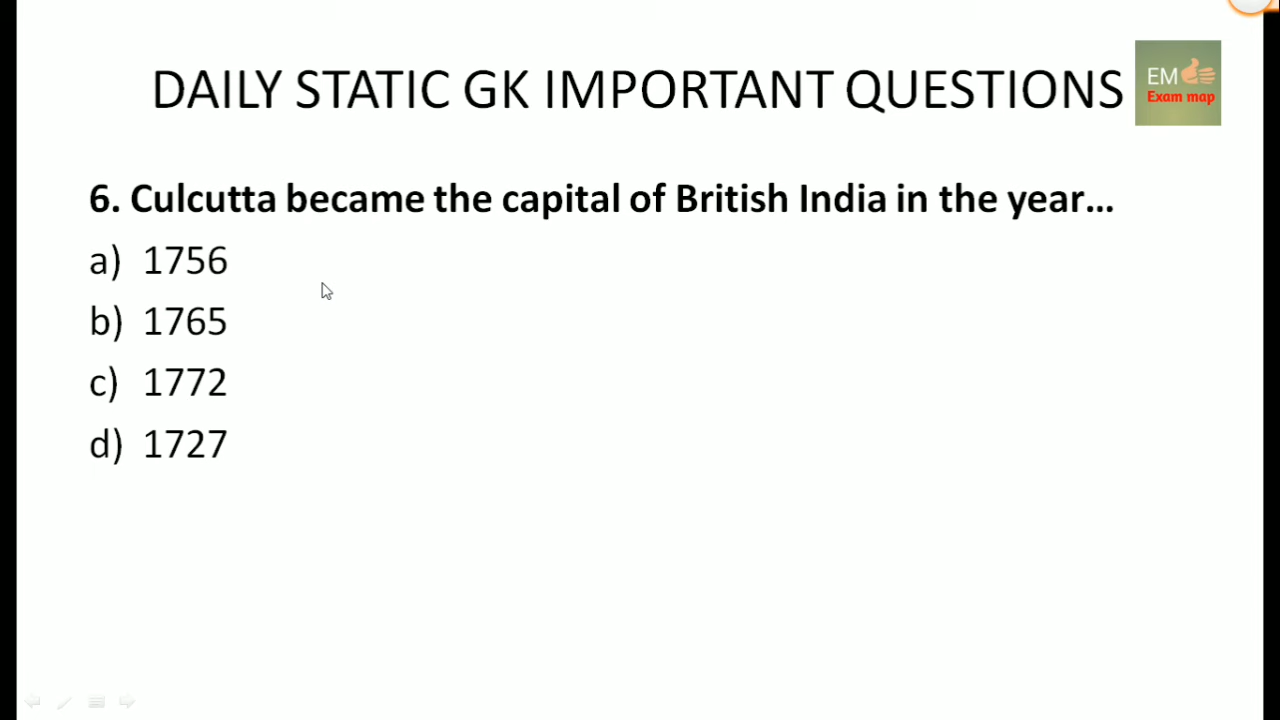 DAILY STATIC GK IMPORTANT QUESTIONS
EM
Exam map
6. Culcutta became the capital of British India in the year...
a) 1756
b) 1765
c) 1772
d) 1727